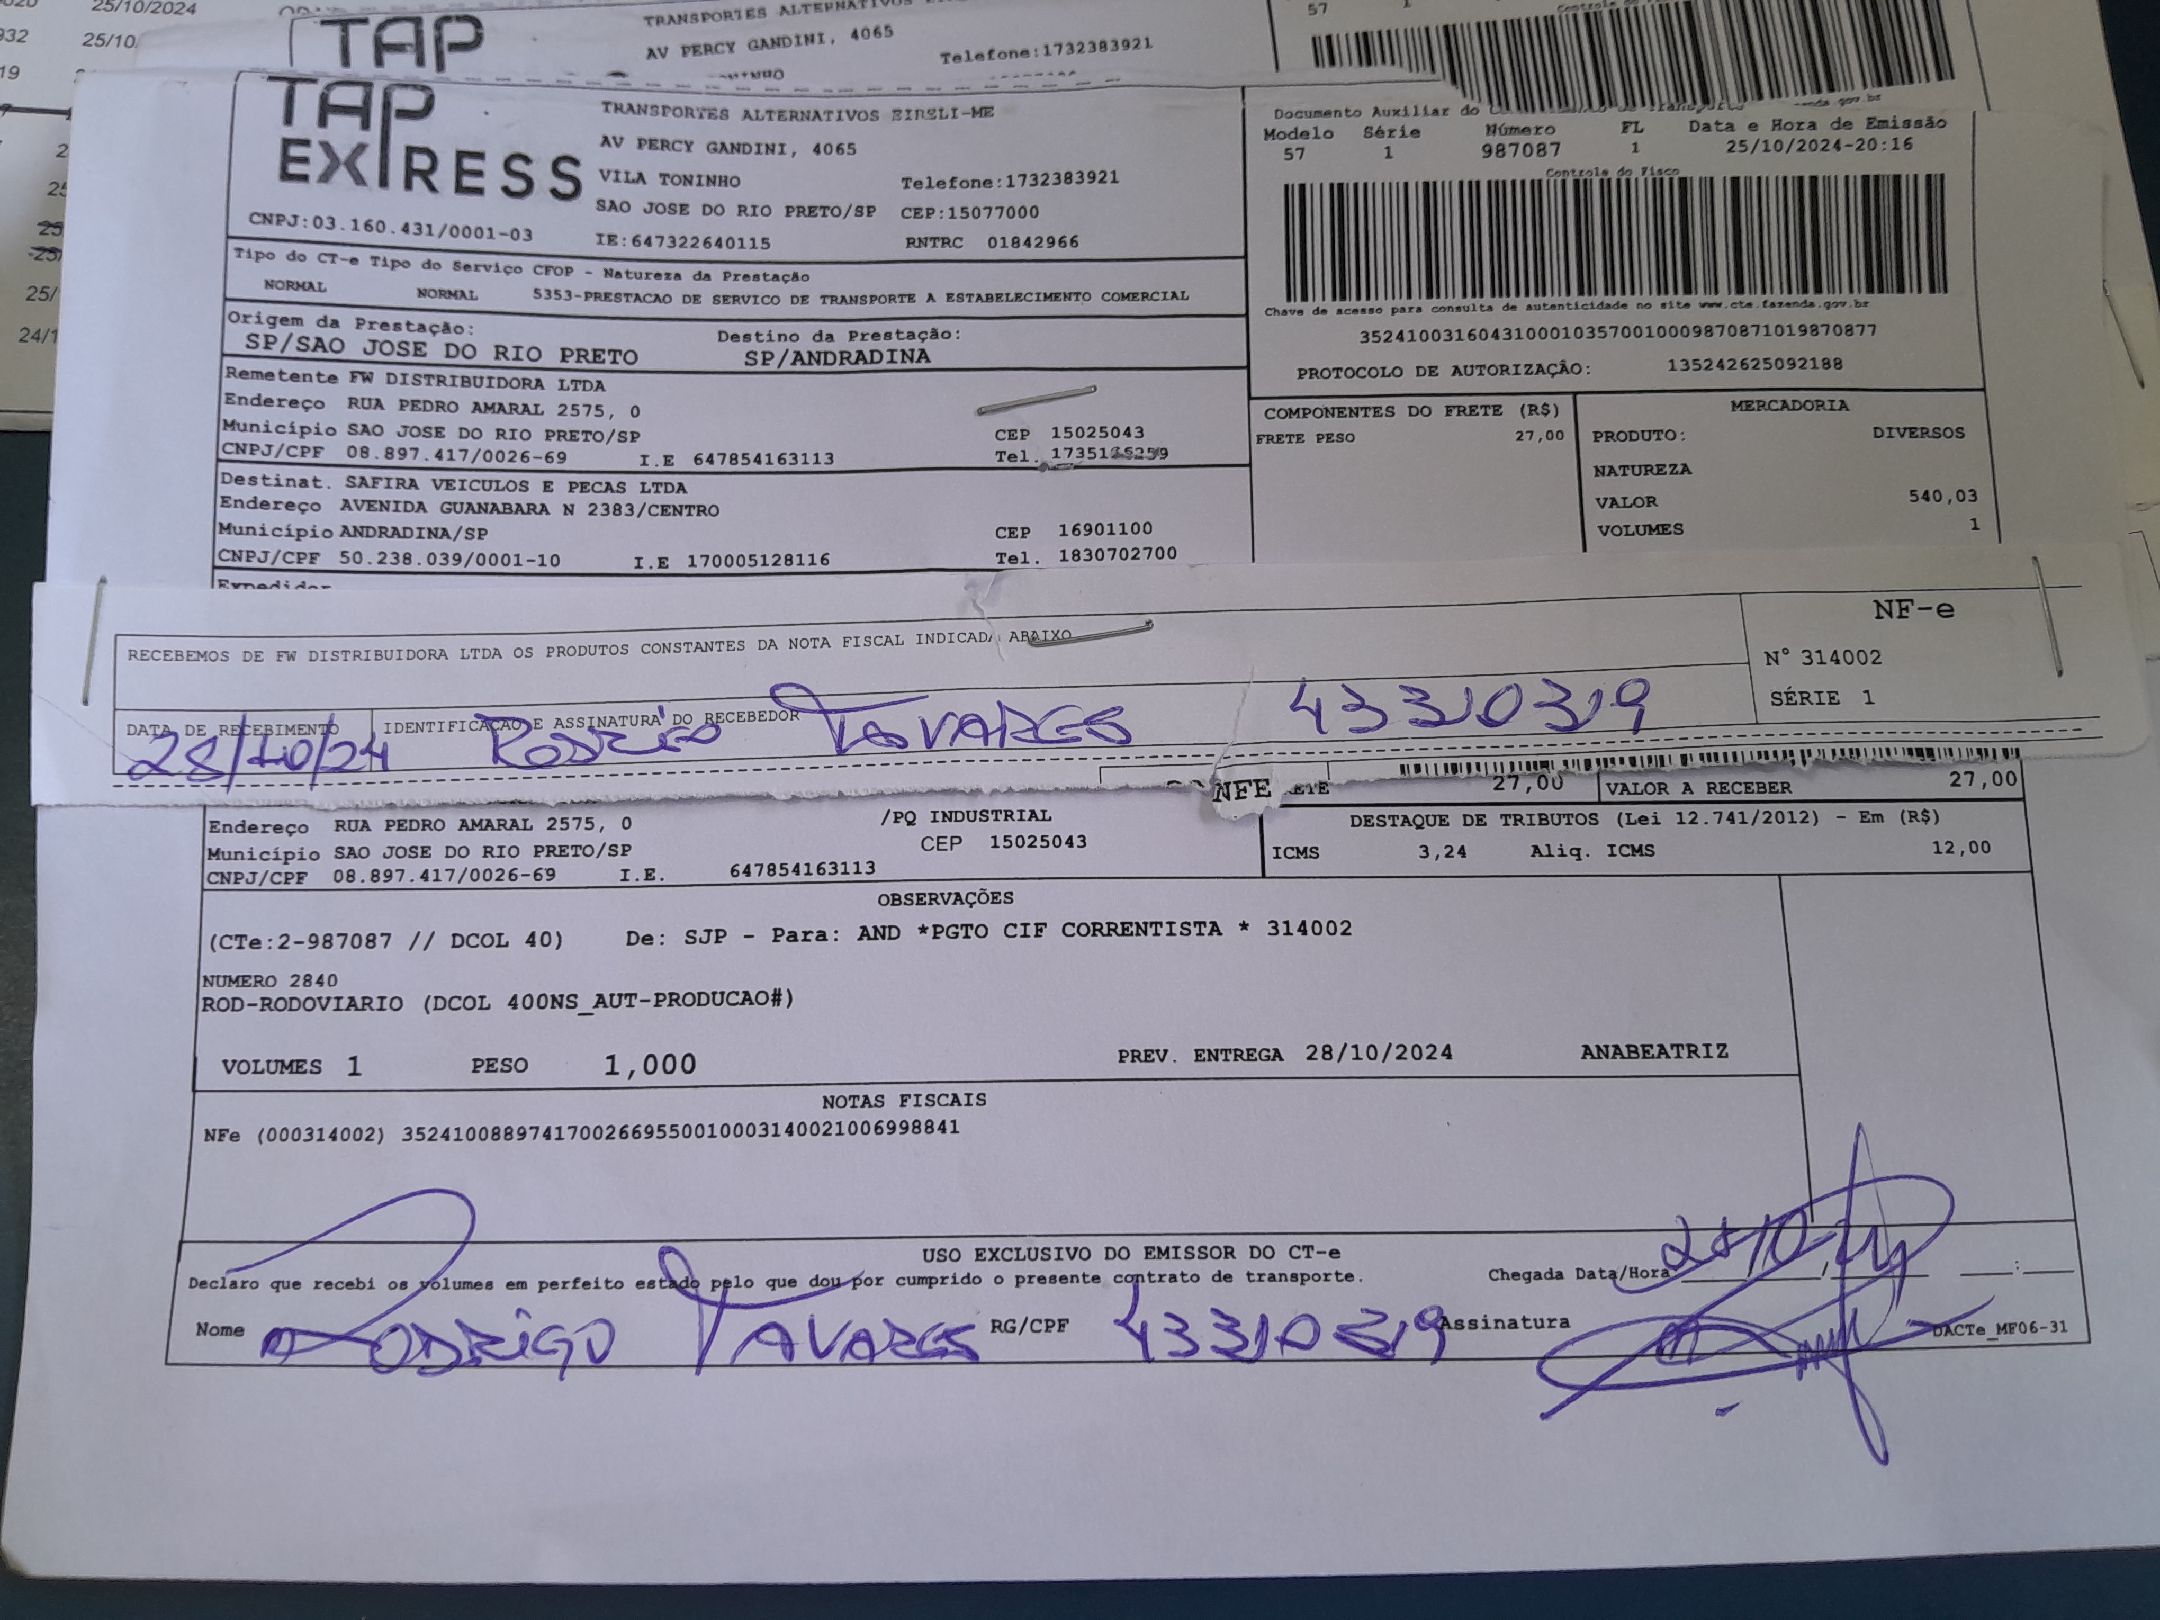 25/10/2024
932
25/10
19
TAP
TRANSPORTES ALTERNATIVOS
AV PERCY GANDINI, 4065
Telefone:1732383921
57 1
25/
24/1
TAP
EXPRESS
CNPJ:03.160.431/0001-03
TRANSPORTES ALTERNATIVOS EIRELI-ME
AV PERCY GANDINI, 4065
VILA TONINHO Telefone:1732383921
SAO JOSE DO RIO PRETO/SP CEP:15077000
IE:647322640115 RNTRC 01842966
Documento Auxiliar do
Modelo Série Número FL Data e Hora de Emissão
57 1 987087 1 25/10/2024-20:16
Controle do Fisco
Chave de acesso para consulta de autenticidade no site www.cte.fazenda.gov.br
35241003160431000103570010009870871019870877
PROTOCOLO DE AUTORIZAÇÃO: 135242625092188
Tipo do CT-e Tipo do Serviço CFOP - Natureza da Prestação
NORMAL NORMAL 5353-PRESTACAO DE SERVICO DE TRANSPORTE A ESTABELECIMENTO COMERCIAL
Origem da Prestação: Destino da Prestação:
SP/SAO JOSE DO RIO PRETO SP/ANDRADINA
Remetente FW DISTRIBUIDORA LTDA
Endereço RUA PEDRO AMARAL 2575, 0
Município SAO JOSE DO RIO PRETO/SP CEP 15025043
CNPJ/CPF 08.897.417/0026-69 I.E 647854163113 Tel.
COMPONENTES DO FRETE (R$)
FRETE PESO 27,00
MERCADORIA
PRODUTO: DIVERSOS
NATUREZA
VALOR 540,03
VOLUMES 1
Destinat. SAFIRA VEICULOS E PECAS LTDA
Endereço AVENIDA GUANABARA N 2383/CENTRO
Município ANDRADINA/SP CEP 16901100
CNPJ/CPF 50.238.039/0001-10 I.E 170005128116 Tel. 1830702700
Expedidor
RECEBEMOS DE FW DISTRIBUIDORA LTDA OS PRODUTOS CONSTANTES DA NOTA FISCAL INDICADA ABAIXO
NF-e
N° 314002
SÉRIE 1
DATA DE RECEBIMENTO IDENTIFICAÇÃO E ASSINATURA DO RECEBEDOR
28/10/24 RODRIGO TAVARES 43310319
NFE
27,00 VALOR A RECEBER 27,00
Endereço RUA PEDRO AMARAL 2575, 0 /PQ INDUSTRIAL
Município SAO JOSE DO RIO PRETO/SP CEP 15025043
CNPJ/CPF 08.897.417/0026-69 I.E. 647854163113
DESTAQUE DE TRIBUTOS (Lei 12.741/2012) - Em (R$)
ICMS 3,24 Aliq. ICMS 12,00
OBSERVAÇÕES
(CTe:2-987087 // DCOL 40) De: SJP - Para: AND *PGTO CIF CORRENTISTA * 314002
NUMERO 2840
ROD-RODOVIARIO (DCOL 400NS_AUT-PRODUCAO#)
VOLUMES 1 PESO 1,000 PREV. ENTREGA 28/10/2024 ANABEATRIZ
NOTAS FISCAIS
NFe (000314002) 35241008897417002669550010003140021006998841
USO EXCLUSIVO DO EMISSOR DO CT-e
Declaro que recebi os volumes em perfeito estado pelo que dou por cumprido o presente contrato de transporte. Chegada Data/Hora 28/10/24
Nome RODRIGO TAVARES RG/CPF 43310319 Assinatura DACTe_MF06-31